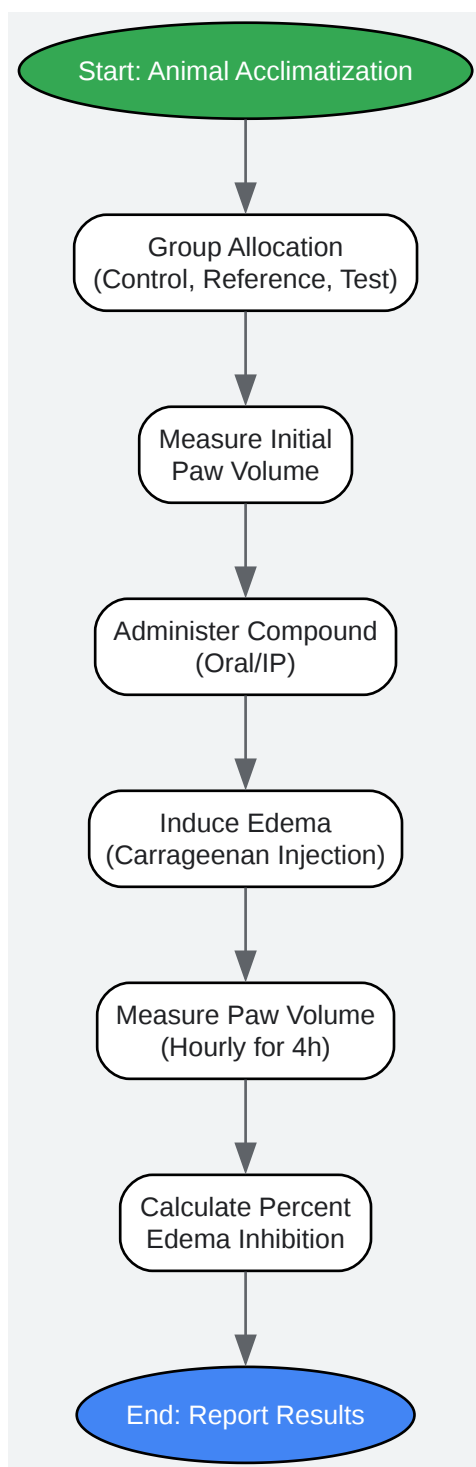 Start: Animal Acclimatization
Group Allocation
(Control, Reference, Test)
Measure Initial
Paw Volume
Administer Compound
(Oral/IP)
Induce Edema
(Carrageenan Injection)
Measure Paw Volume
(Hourly for 4h)
Calculate Percent
Edema Inhibition
End: Report Results